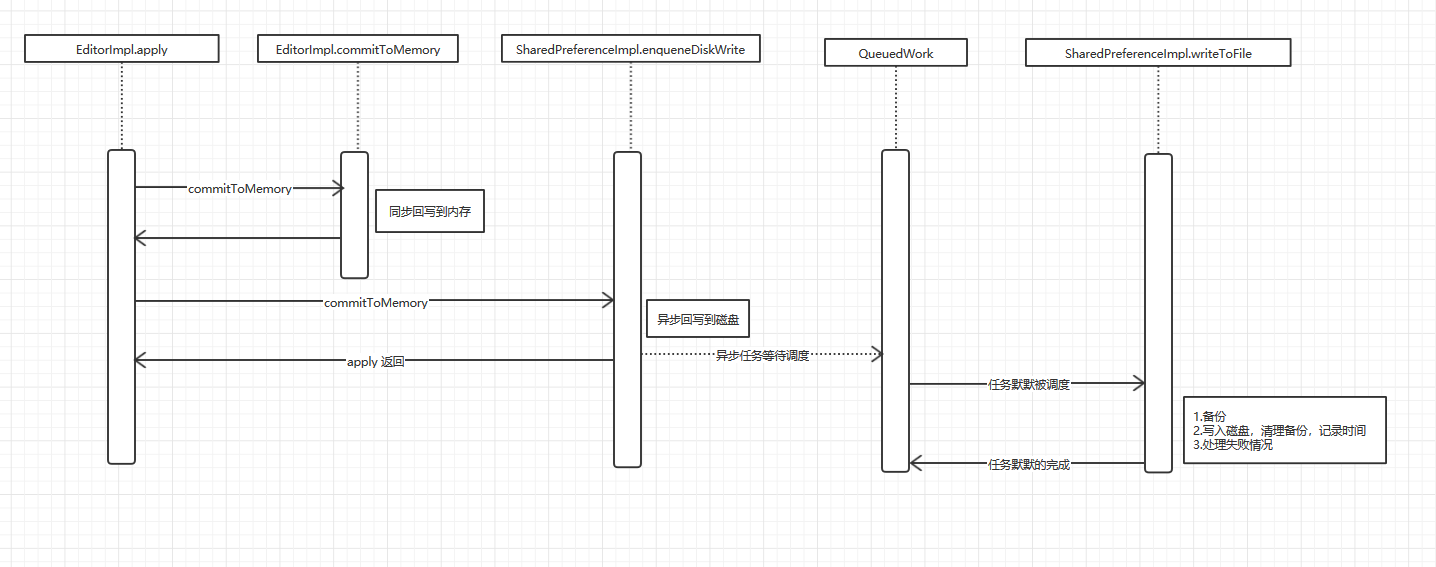 EditorImpl.apply
EditorImpl.commitToMemory
SharedPreferenceImpl.enqueneDiskWrite
QueuedWork
SharedPreferenceImpl.writeToFile
commitToMemory
同步回写到内存
commitToMemory
异步回写到磁盘
apply 返回
异步任务等待调度
任务默默被调度
1.备份
2.写入磁盘，清理备份，记录时间
3.处理失败情况
任务默默的完成